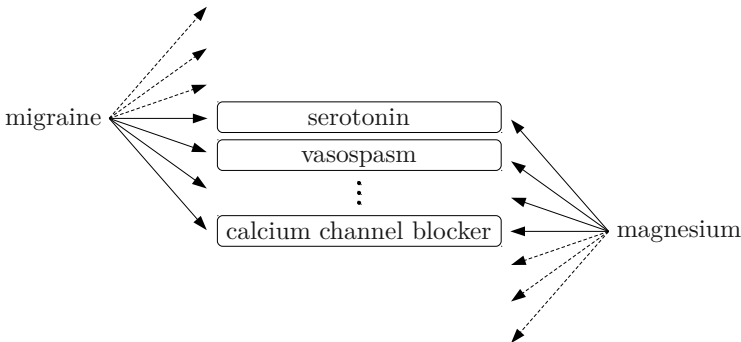 serotonin
migraine
vasospasm
calcium channel blocker
magnesium